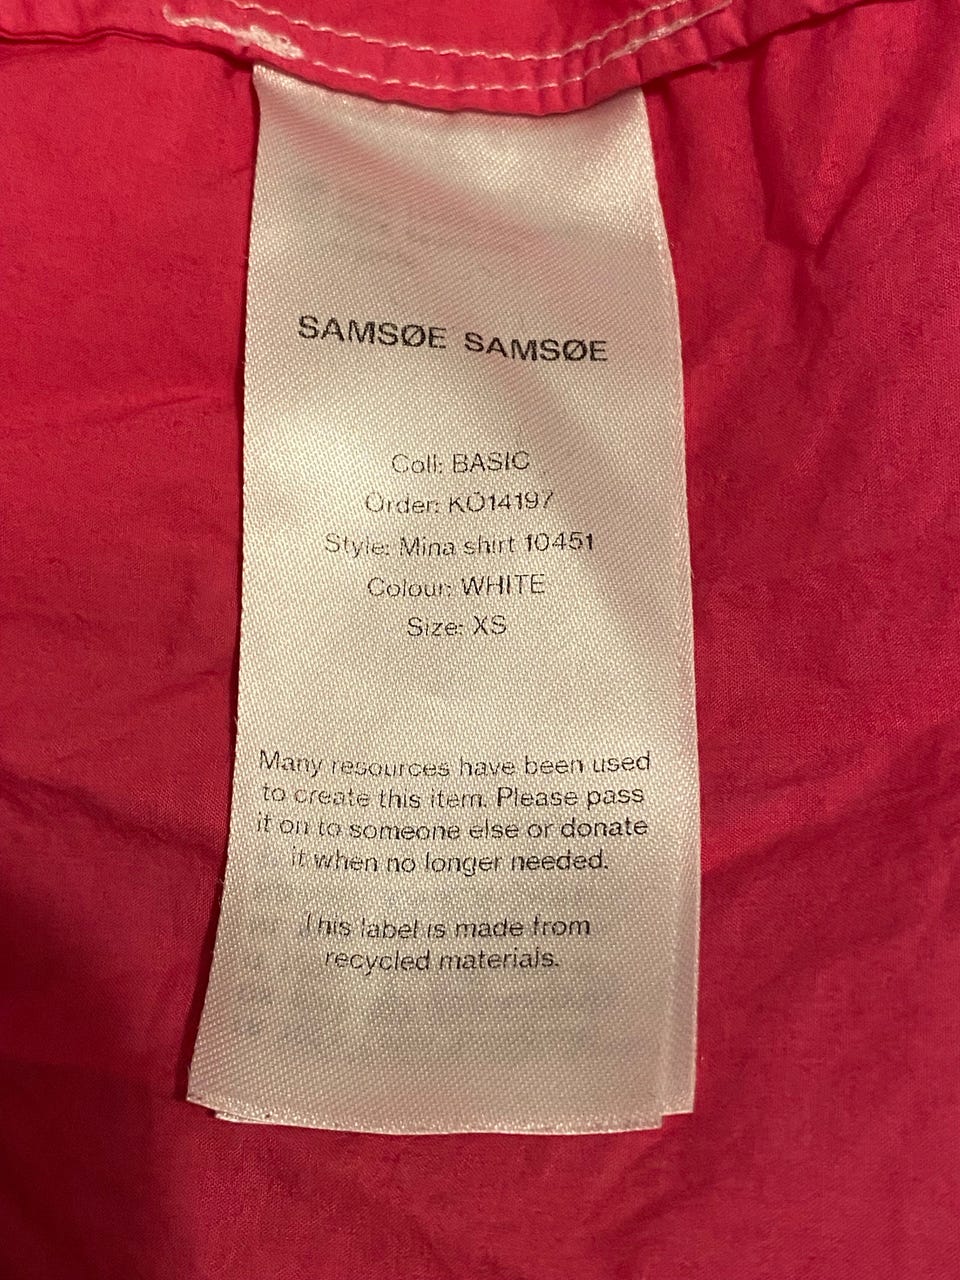 SAMSØE SAMSØE
Coll: BASIC
Order: KO14197
Style: Mina shirt 10451
Colour: WHITE
Size: XS
Many resources have been used
to create this item. Please pass
it on to someone else or donate
it when no longer needed.
This label is made from
recycled materials.